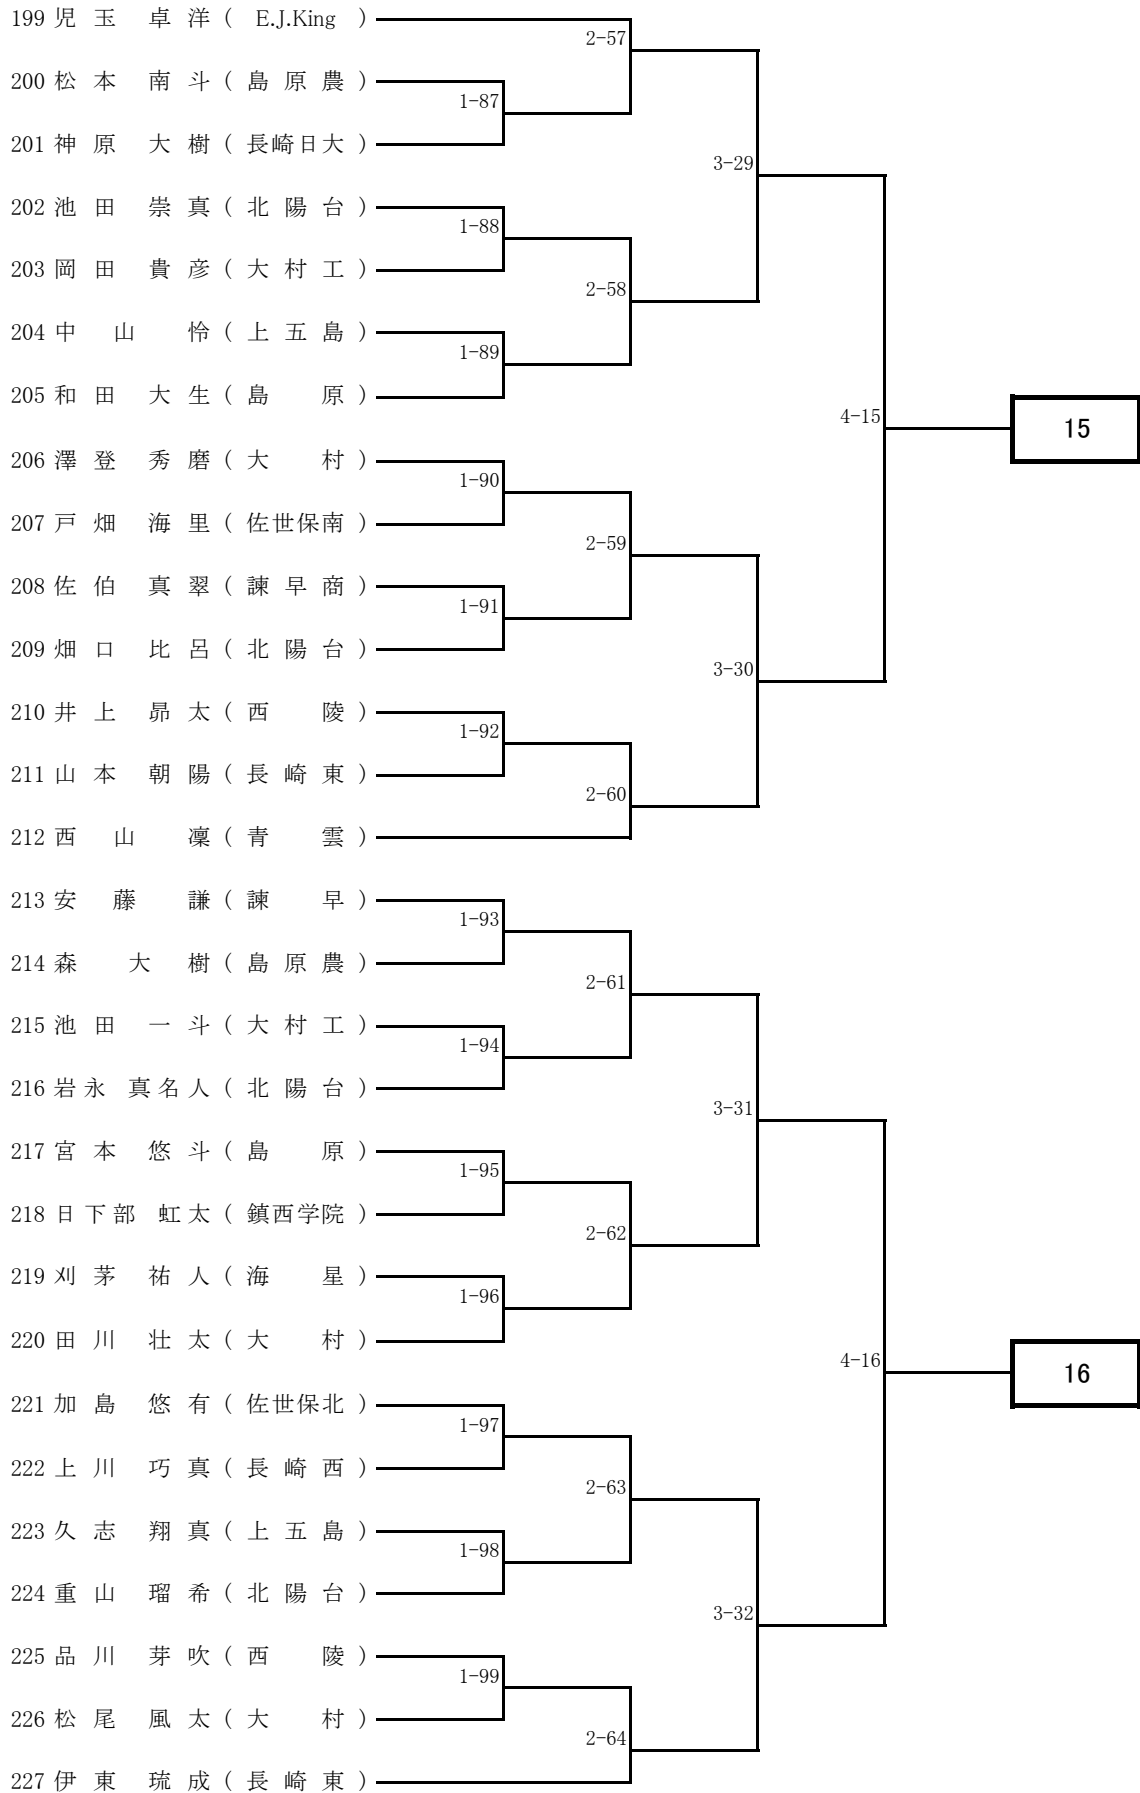 199 児玉 卓洋 ( E.J.King )
2-57
200 松本 南斗 ( 島原農 )
1-87
201 神原 大樹 ( 長崎日大 )
3-29
202 池田 崇真 ( 北陽台 )
1-88
203 岡田 貴彦 ( 大村工 )
2-58
204 中山 怜 ( 上五島 )
1-89
205 和田 大生 ( 島原 )
4-15
15
206 澤登 秀磨 ( 大村 )
1-90
207 戸畑 海里 ( 佐世保南 )
2-59
208 佐伯 真翠 ( 諫早商 )
1-91
209 畑口 比呂 ( 北陽台 )
3-30
210 井上 昴太 ( 西陵 )
1-92
211 山本 朝陽 ( 長崎東 )
2-60
212 西山 凜 ( 青雲 )
213 安藤 謙 ( 諫早 )
1-93
214 森 大樹 ( 島原農 )
2-61
215 池田 一斗 ( 大村工 )
1-94
216 岩永 真名人 ( 北陽台 )
3-31
217 宮本 悠斗 ( 島原 )
1-95
218 日下部 虹太 ( 鎮西学院 )
2-62
219 刈茅 祐人 ( 海星 )
1-96
220 田川 壮太 ( 大村 )
4-16
16
221 加島 悠有 ( 佐世保北 )
1-97
222 上川 巧真 ( 長崎西 )
2-63
223 久志 翔真 ( 上五島 )
1-98
224 重山 瑠希 ( 北陽台 )
3-32
225 品川 芽吹 ( 西陵 )
1-99
226 松尾 風太 ( 大村 )
2-64
227 伊東 琉成 ( 長崎東 )